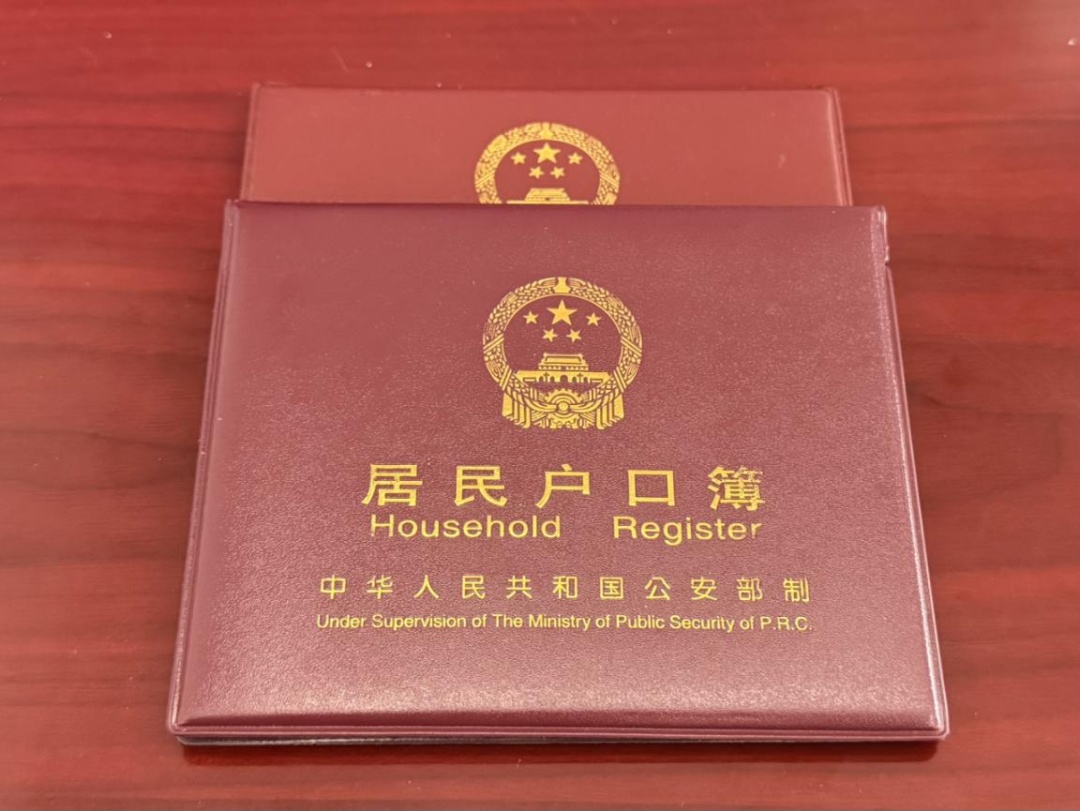 居民户口簿
Household Register
中华人民共和国公安部制
Under Supervision of The Ministry of Public Security of P.R.C.